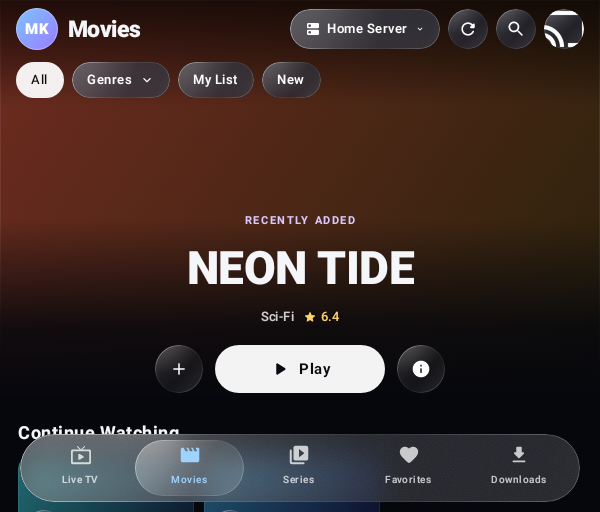 MK Movies Home Server
All Genres My List New
RECENTLY ADDED
NEON TIDE
Sci-Fi 6.4
Play
Continue Watching
Live TV Movies Series Favorites Downloads